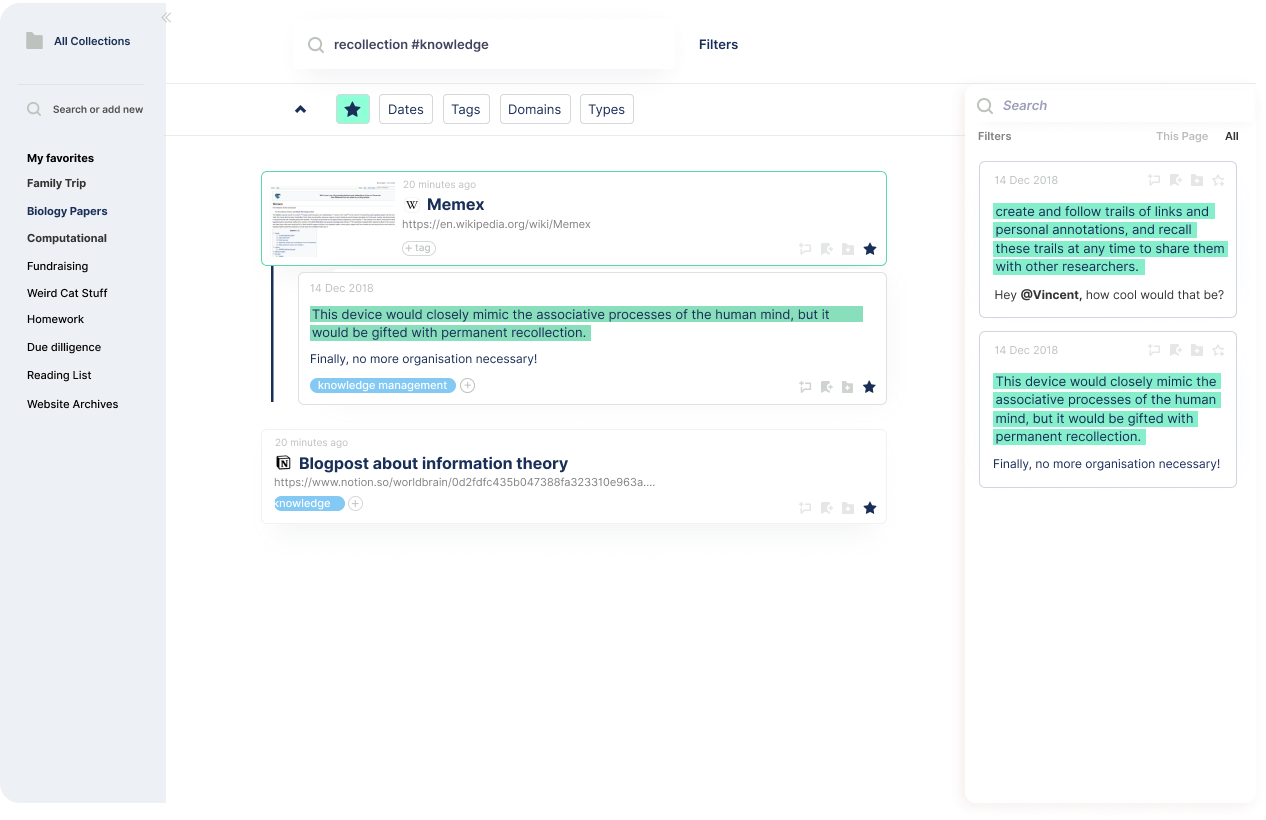 All Collections
Search or add new
My favorites
Family Trip
Biology Papers
Computational
Fundraising
Weird Cat Stuff
Homework
Due dilligence
Reading List
Website Archives
recollection #knowledge
Filters
Dates
Tags
Domains
Types
20 minutes ago
W
Memex
https://en.wikipedia.org/wiki/Memex
+ tag
14 Dec 2018
This device would closely mimic the associative processes of the human mind, but it
would be gifted with permanent recollection.
Finally, no more organisation necessary!
knowledge management
20 minutes ago
Blogpost about information theory
https://www.notion.so/worldbrain/0d2fdfc435b047388fa323310e963a....
knowledge
Search
Filters
This Page
All
14 Dec 2018
create and follow trails of links and
personal annotations, and recall
these trails at any time to share them
with other researchers.
Hey @Vincent, how cool would that be?
14 Dec 2018
This device would closely mimic the
associative processes of the human
mind, but it would be gifted with
permanent recollection.
Finally, no more organisation necessary!